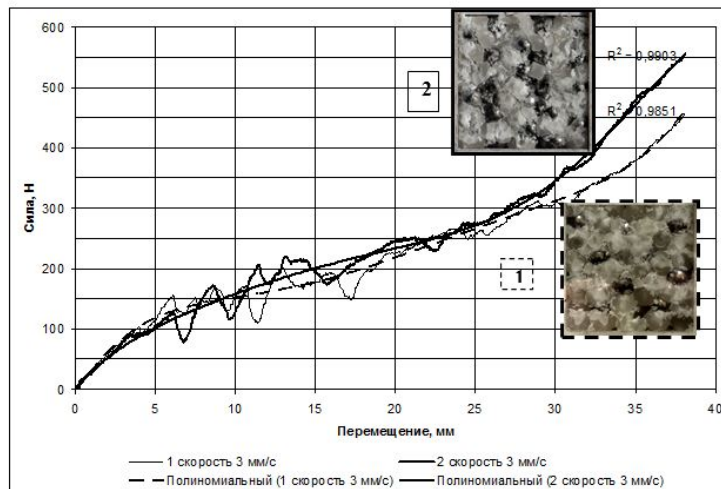 600
500
400
300
200
100
0
Сила, Н
2
R² = 0,9903
R² = 0,9851
1
0 5 10 15 20 25 30 35 40
Перемещение, мм
1 скорость 3 мм/с
2 скорость 3 мм/с
Полиномиальный (1 скорость 3 мм/с)
Полиномиальный (2 скорость 3 мм/с)